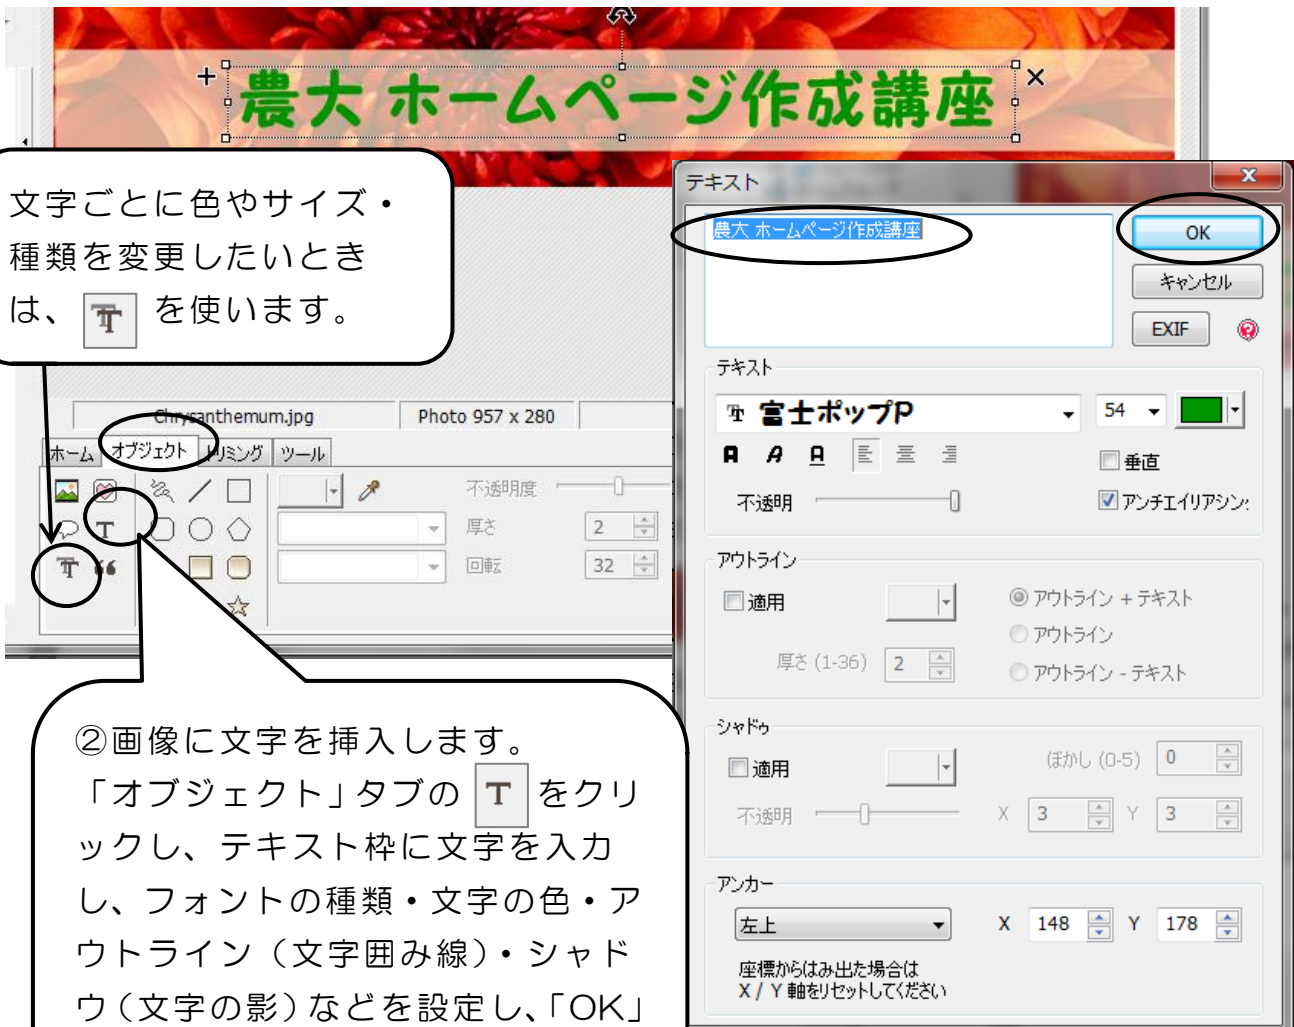 農大 ホームページ作成講座
文字ごとに色やサイズ・
種類を変更したいとき
は、 T を使います。
Chrysanthemum.jpg
Photo 957 x 280
ホーム オブジェクト トリミング ツール
不透明度
T
厚さ 2
T
回転 32
②画像に文字を挿入します。
「オブジェクト」タブの T をクリ
ックし、テキスト枠に文字を入力
し、フォントの種類・文字の色・ア
ウトライン（文字囲み線）・シャド
ウ（文字の影）などを設定し、「OK」
テキスト
X
農大 ホームページ作成講座
OK
キャンセル
EXIF
テキスト
富士ポップP 54
A A A
垂直
不透明
アンチエイリアシン
アウトライン
適用
アウトライン + テキスト
アウトライン
厚さ (1-36) 2
アウトライン - テキスト
シャドゥ
適用
ぼかし (0-5) 0
不透明 X 3 Y 3
アンカー
左上 X 148 Y 178
座標からはみ出た場合は
X / Y 軸をリセットしてください